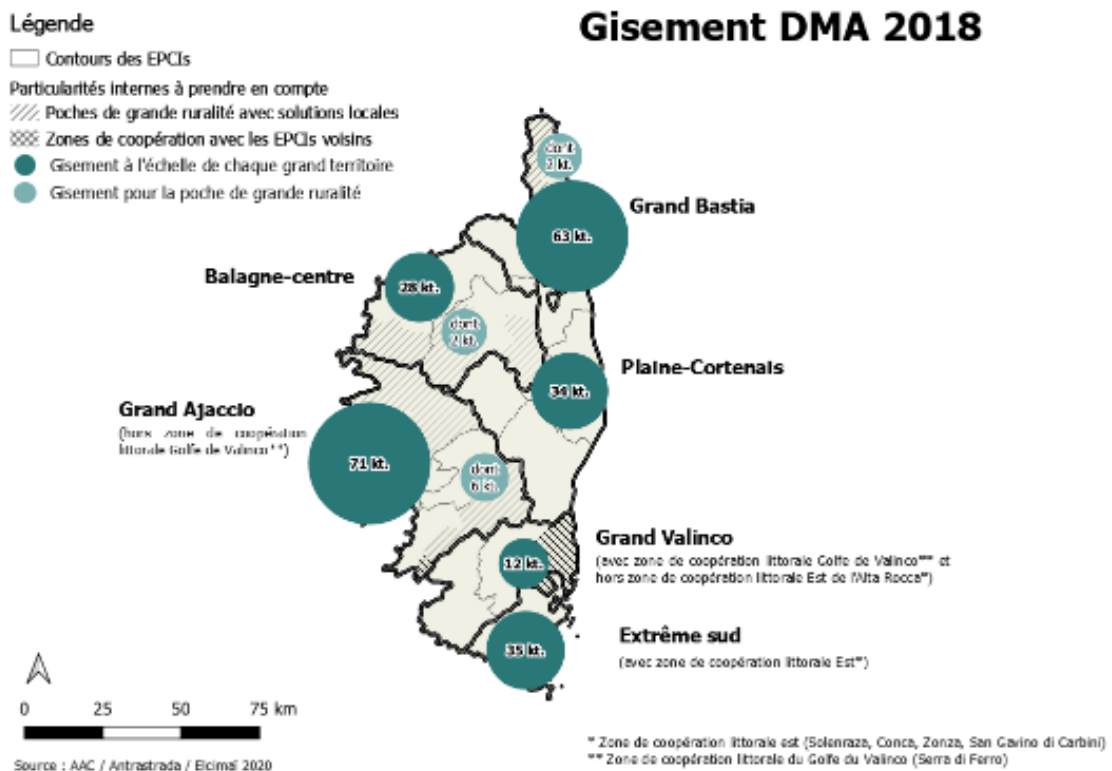 Gisement DMA 2018
Légende
Contours des EPCIs
Particularités internes à prendre en compte
Poches de grande ruralité avec solutions locales
Zones de coopération avec les EPCIs voisins
Gisement à l'échelle de chaque grand territoire
Gisement pour la poche de grande ruralité
dont
2 kt.
Grand Bastia
63 kt.
Balagne-centre
28 kt.
dont
2 kt.
Plaine-Cortenais
34 kt.
Grand Ajaccio
(hors zone de coopération
littorale Golfe de Valinco**)
71 kt.
dont
6 kt.
Grand Valinco
(avec zone de coopération littorale Golfe de Valinco** et
hors zone de coopération littorale Est de l'Alta Rocca*)
12 kt.
Extrême sud
(avec zone de coopération littorale Est*)
35 kt.
0 25 50 75 km
* Zone de coopération littorale est (Solenraza, Conca, Zonza, San Gavino di Carbini)
** Zone de coopération littorale du Golfe du Valinco (Serra di Ferro)
Source : AAC / Antrastrada / Elcimaï 2020